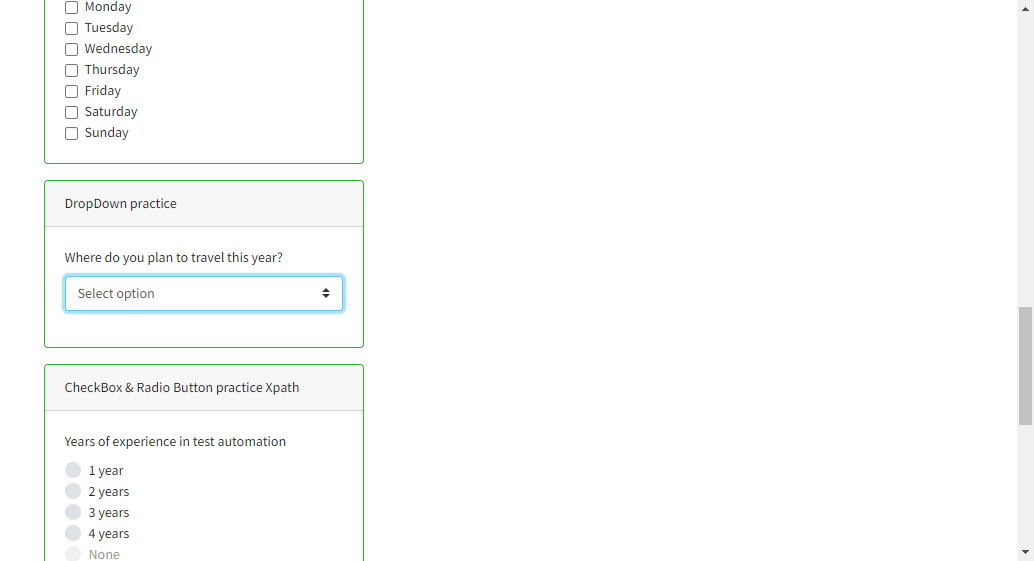 Monday
Tuesday
Wednesday
Thursday
Friday
Saturday
Sunday
DropDown practice
Where do you plan to travel this year?
Select option
CheckBox & Radio Button practice Xpath
Years of experience in test automation
1 year
2 years
3 years
4 years
None